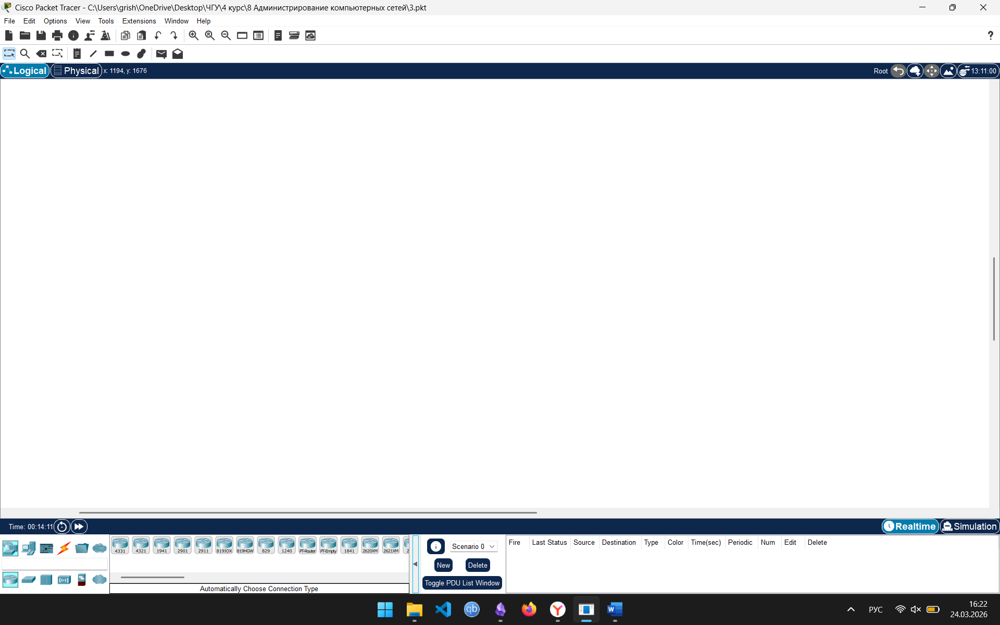 Cisco Packet Tracer - C:\Users\grish\OneDrive\Desktop\ЧГУ\4 курс\8 Администрирование компьютерных сетей\3.pkt
File Edit Options View Tools Extensions Window Help
Logical Physical x: 1194, y: 1676 Root 13:11:00
Time: 00:14:11 Realtime Simulation
4331 4321 1941 2901 2911 819IOX 819HGW 829 1240 PT-Router PT-Empty 1841 2620XM 2621XM 2
Scenario 0
New Delete
Toggle PDU List Window
Fire Last Status Source Destination Type Color Time(sec) Periodic Num Edit Delete
Automatically Choose Connection Type
qb
РУС
16:22
24.03.2026